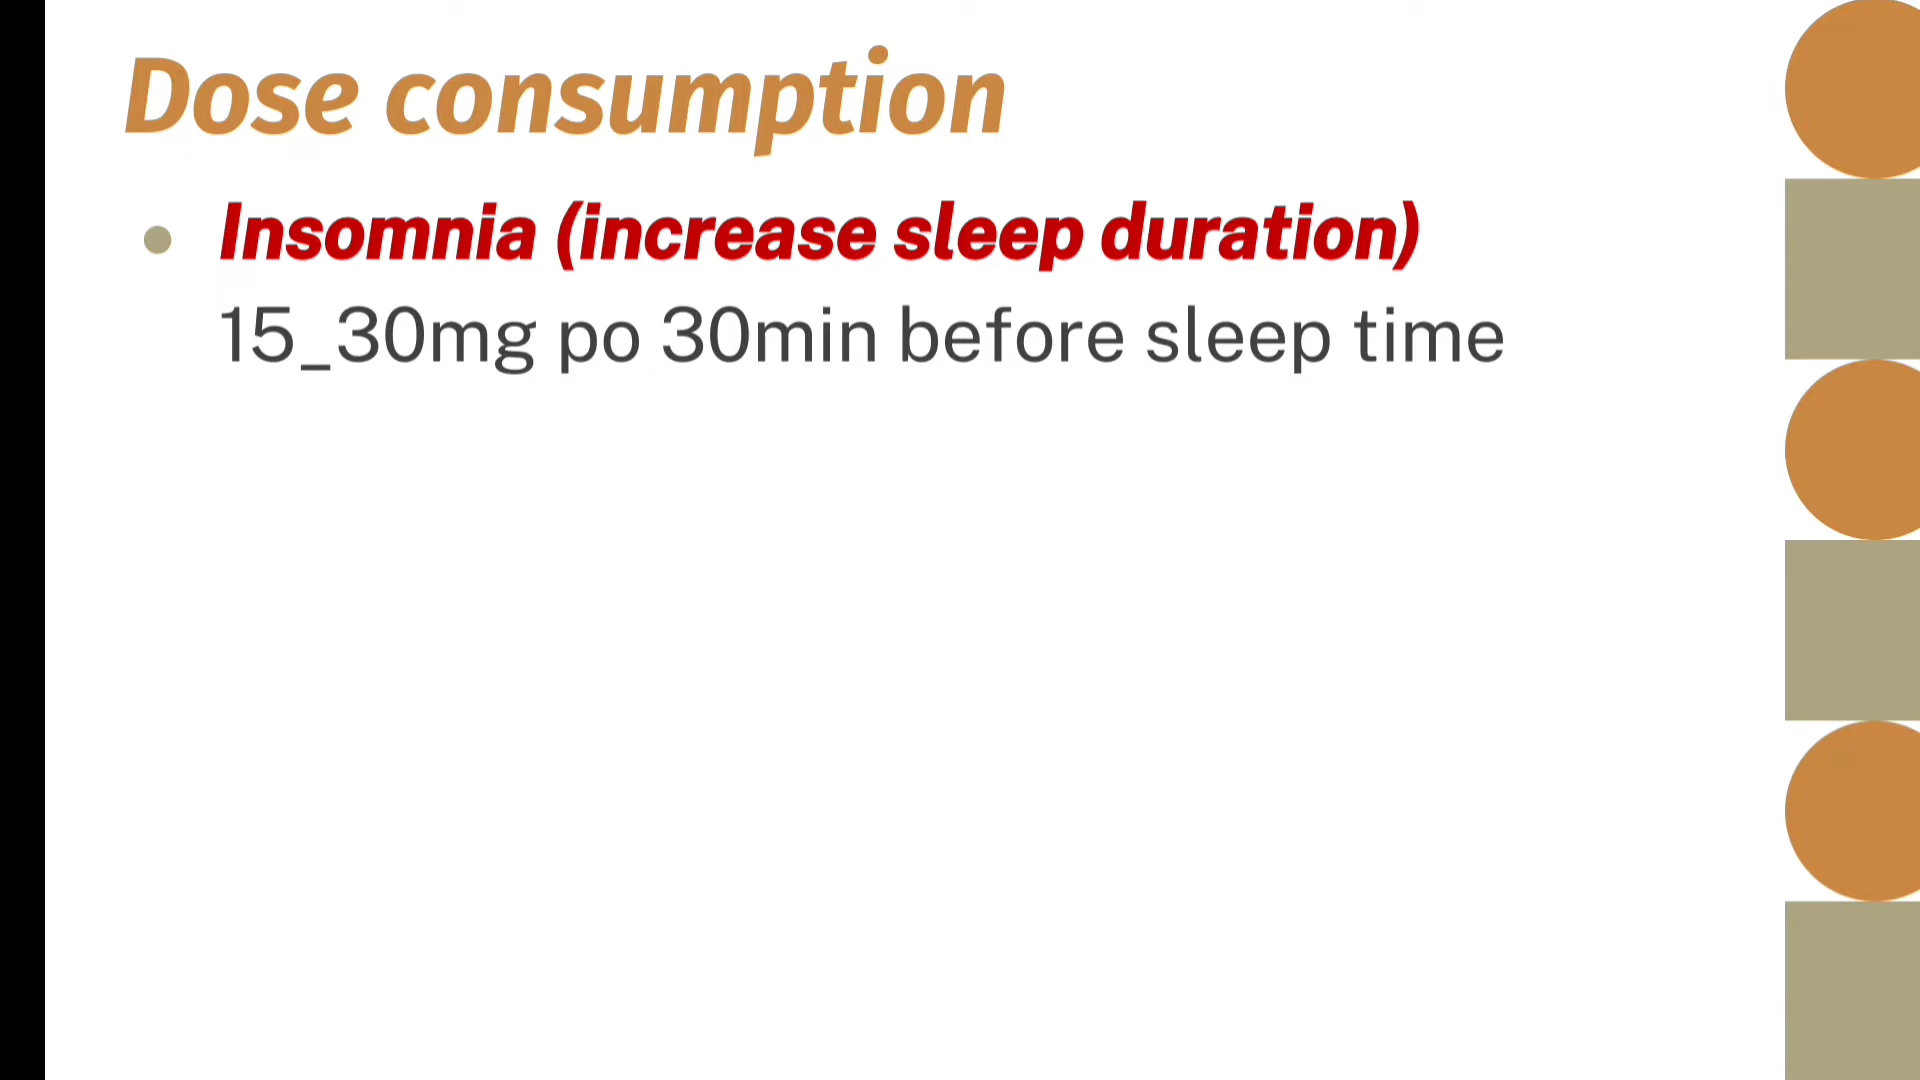 Dose consumption
Insomnia (increase sleep duration)
15_30mg po 30min before sleep time